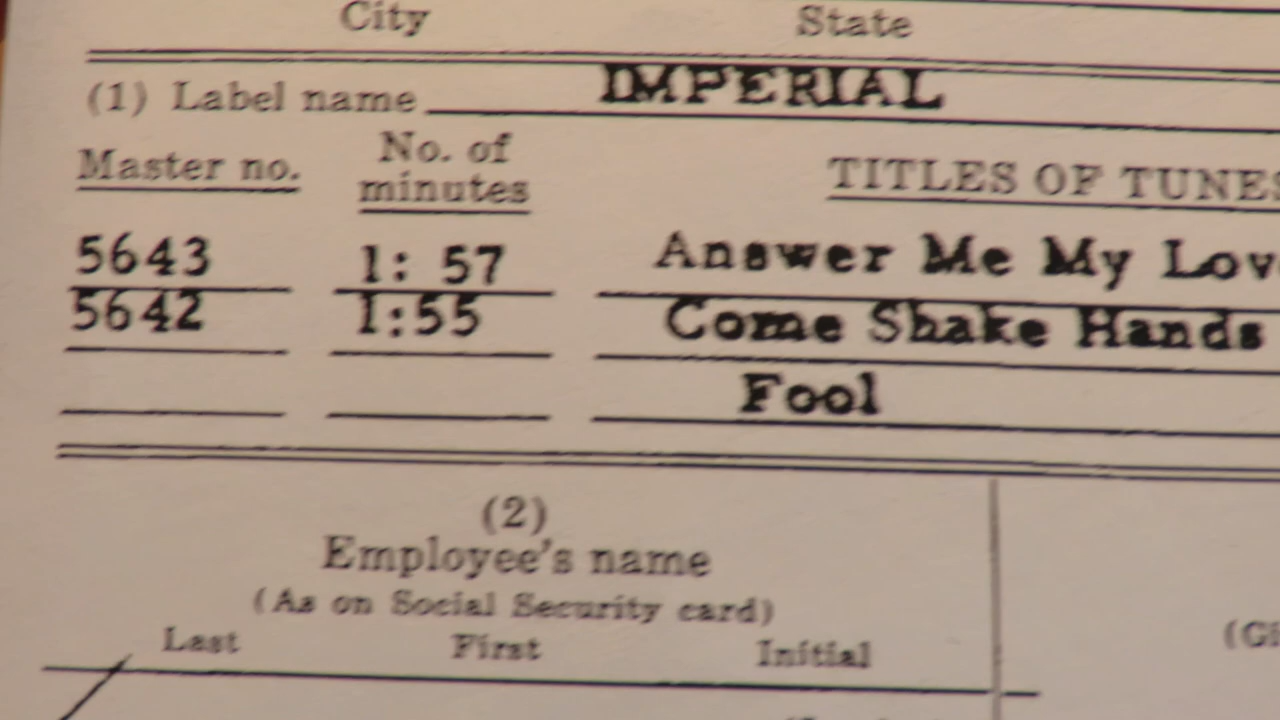 City State
(1) Label name IMPERIAL
Master no. No. of minutes TITLES OF TUNES
5643 1: 57 Answer Me My Lov
5642 1:55 Come Shake Hands
Fool
(2)
Employee's name
(As on Social Security card)
Last First Initial
(Gi